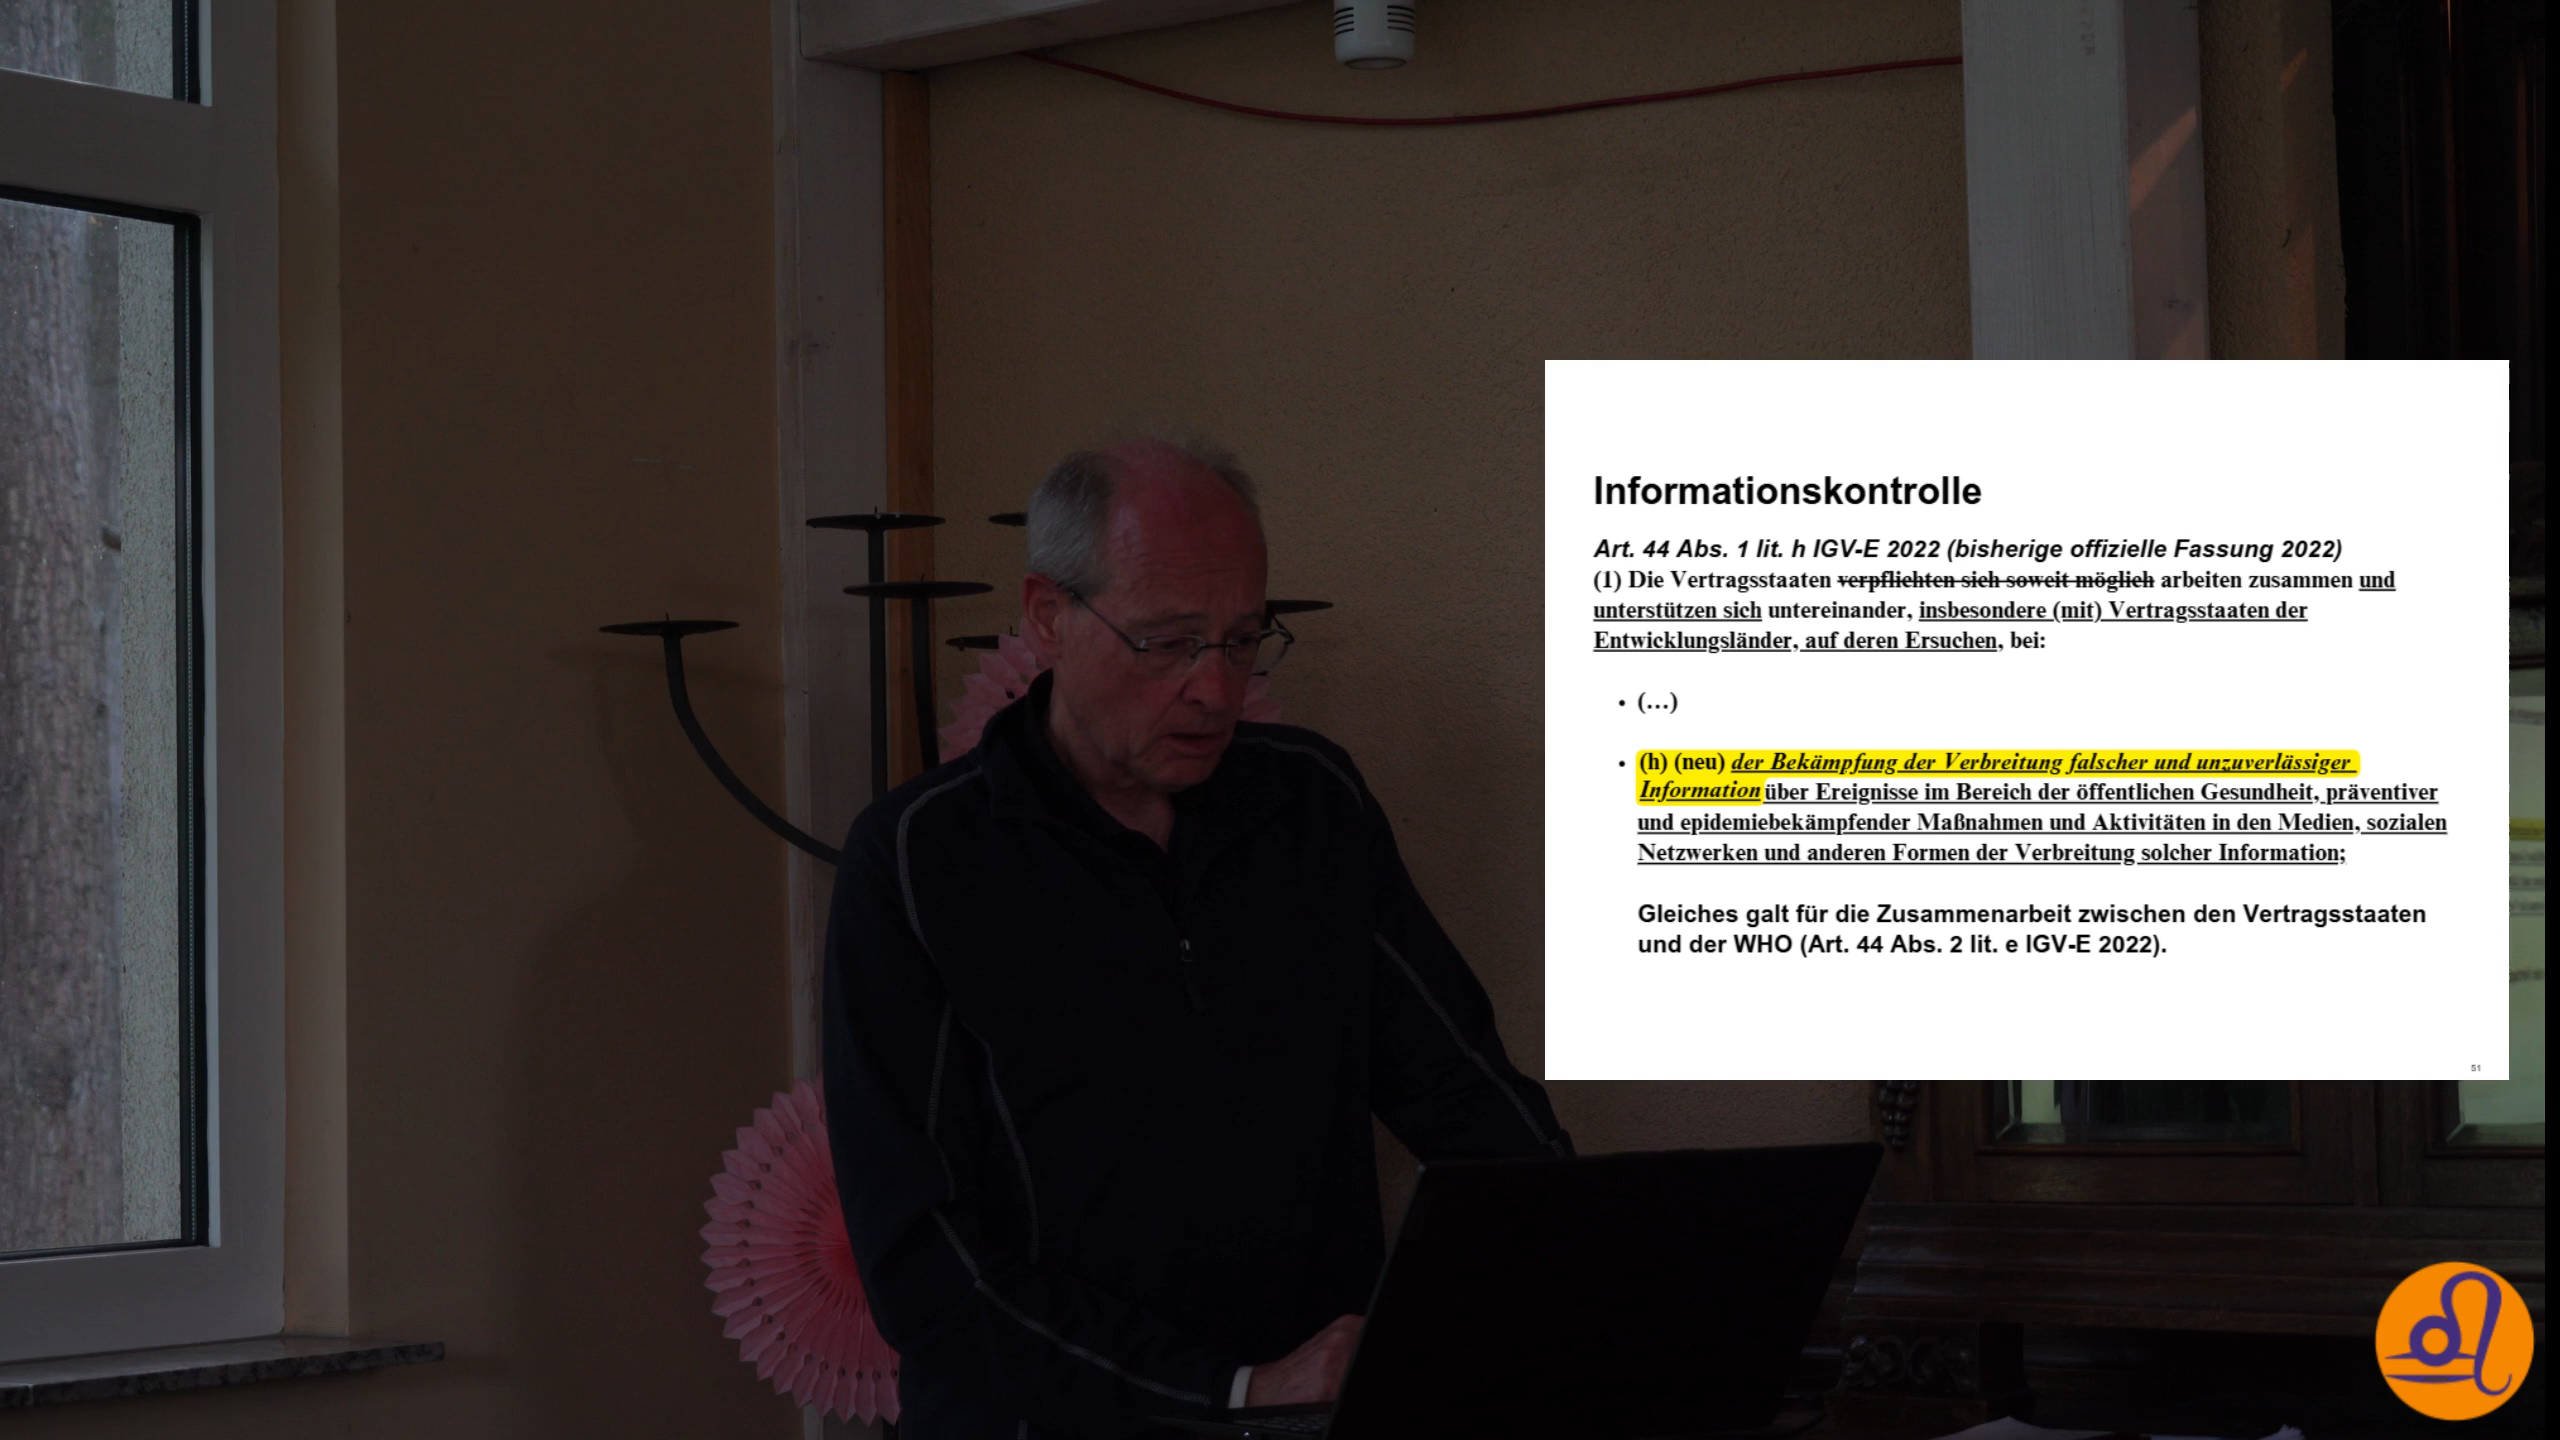 Informationskontrolle
Art. 44 Abs. 1 lit. h IGV-E 2022 (bisherige offizielle Fassung 2022)
(1) Die Vertragsstaaten verpflichten sich soweit möglich arbeiten zusammen und
unterstützen sich untereinander, insbesondere (mit) Vertragsstaaten der
Entwicklungsländer, auf deren Ersuchen, bei:
• (…)
• (h) (neu) der Bekämpfung der Verbreitung falscher und unzuverlässiger
Information über Ereignisse im Bereich der öffentlichen Gesundheit, präventiver
und epidemiebekämpfender Maßnahmen und Aktivitäten in den Medien, sozialen
Netzwerken und anderen Formen der Verbreitung solcher Information;
Gleiches galt für die Zusammenarbeit zwischen den Vertragsstaaten
und der WHO (Art. 44 Abs. 2 lit. e IGV-E 2022).
51